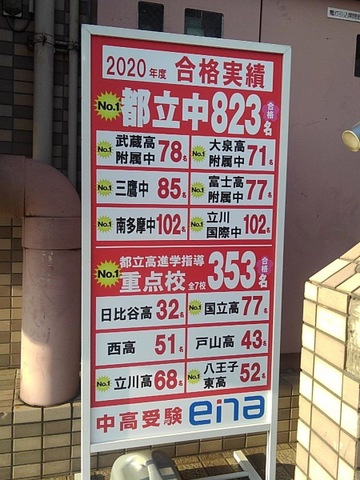 2020年度 合格実績
No.1 都立中 823名 合格
No.1 武蔵高附属中 78名 No.1 大泉高附属中 71名
No.1 三鷹中 85名 No.1 富士高附属中 77名
No.1 南多摩中 102名 No.1 立川国際中 102名
No.1 都立高進学指導重点校 全7校 353名 合格
日比谷高 32名 No.1 国立高 77名
西高 51名 戸山高 43名
No.1 立川高 68名 No.1 八王子東高 52名
中高受験 ena